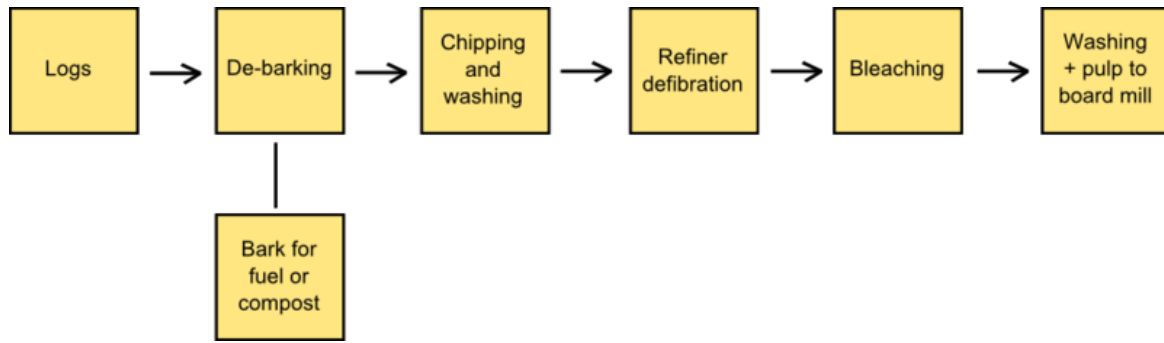 Logs
De-barking
Chipping
and
washing
Refiner
defibration
Bleaching
Washing
+ pulp to
board mill
Bark for
fuel or
compost